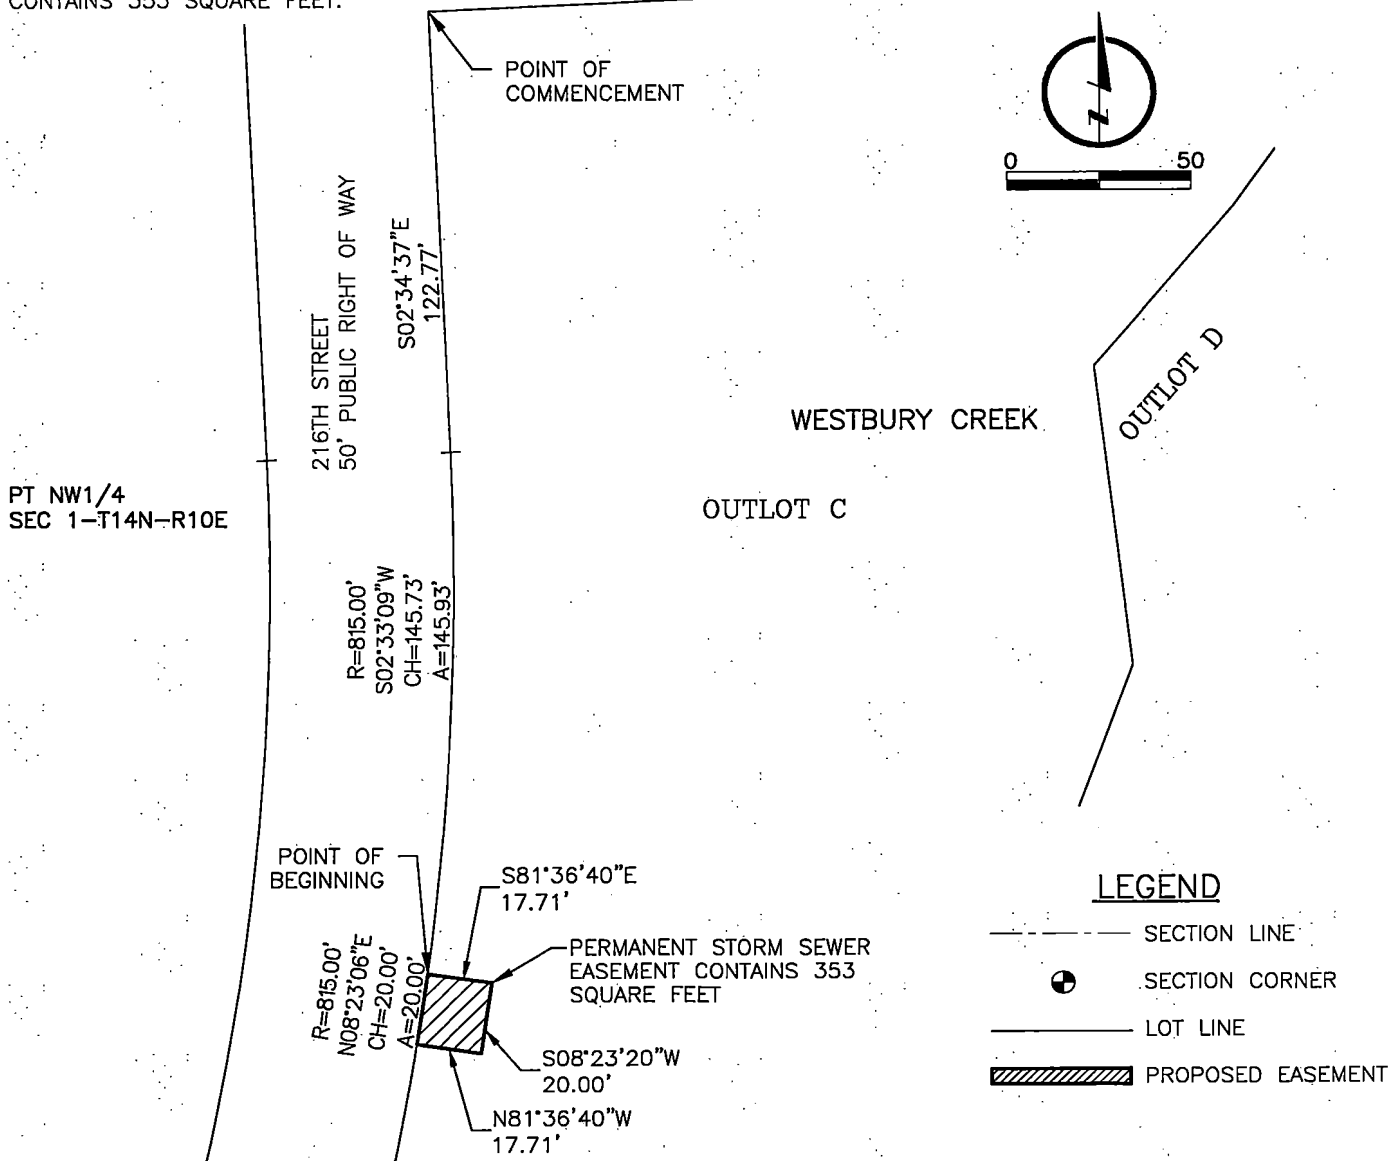 CONTAINS 353 SQUARE FEET.
POINT OF
COMMENCEMENT
N
0 50
S02°34'37"E
122.77'
216TH STREET
50' PUBLIC RIGHT OF WAY
OUTLOT D
WESTBURY CREEK
PT NW1/4
SEC 1-T14N-R10E
OUTLOT C
R=815.00'
S02°33'09"W
CH=145.73'
A=145.93'
POINT OF
BEGINNING
S81°36'40"E
17.71'
R=815.00'
N08°23'06"E
CH=20.00'
A=20.00'
PERMANENT STORM SEWER
EASEMENT CONTAINS 353
SQUARE FEET
S08°23'20"W
20.00'
N81°36'40"W
17.71'
LEGEND
SECTION LINE
SECTION CORNER
LOT LINE
PROPOSED EASEMENT